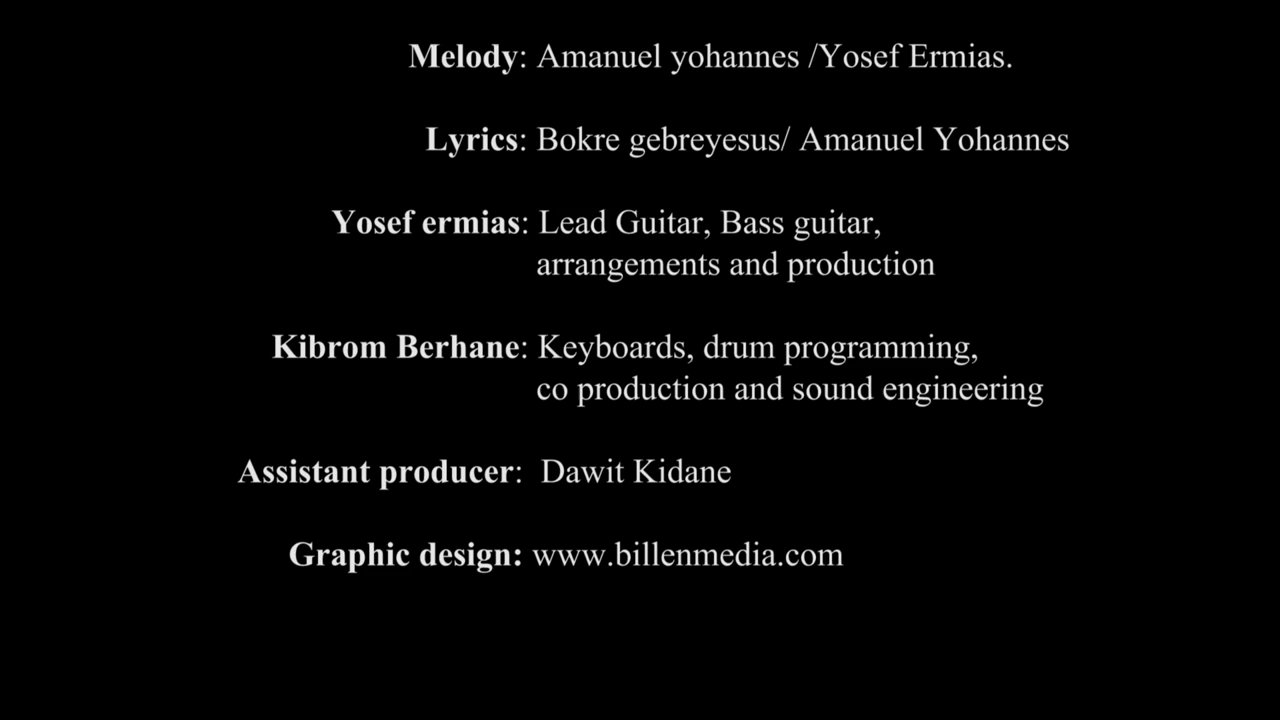 Melody: Amanuel yohannes /Yosef Ermias.
Lyrics: Bokre gebreyesus/ Amanuel Yohannes
Yosef ermias: Lead Guitar, Bass guitar,
arrangements and production
Kibrom Berhane: Keyboards, drum programming,
co production and sound engineering
Assistant producer: Dawit Kidane
Graphic design: www.billenmedia.com